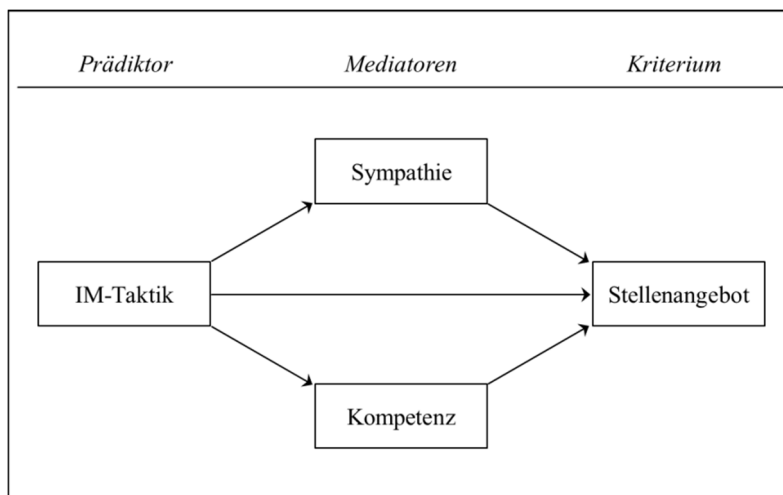 Prädiktor Mediatoren Kriterium
Sympathie
IM-Taktik Stellenangebot
Kompetenz